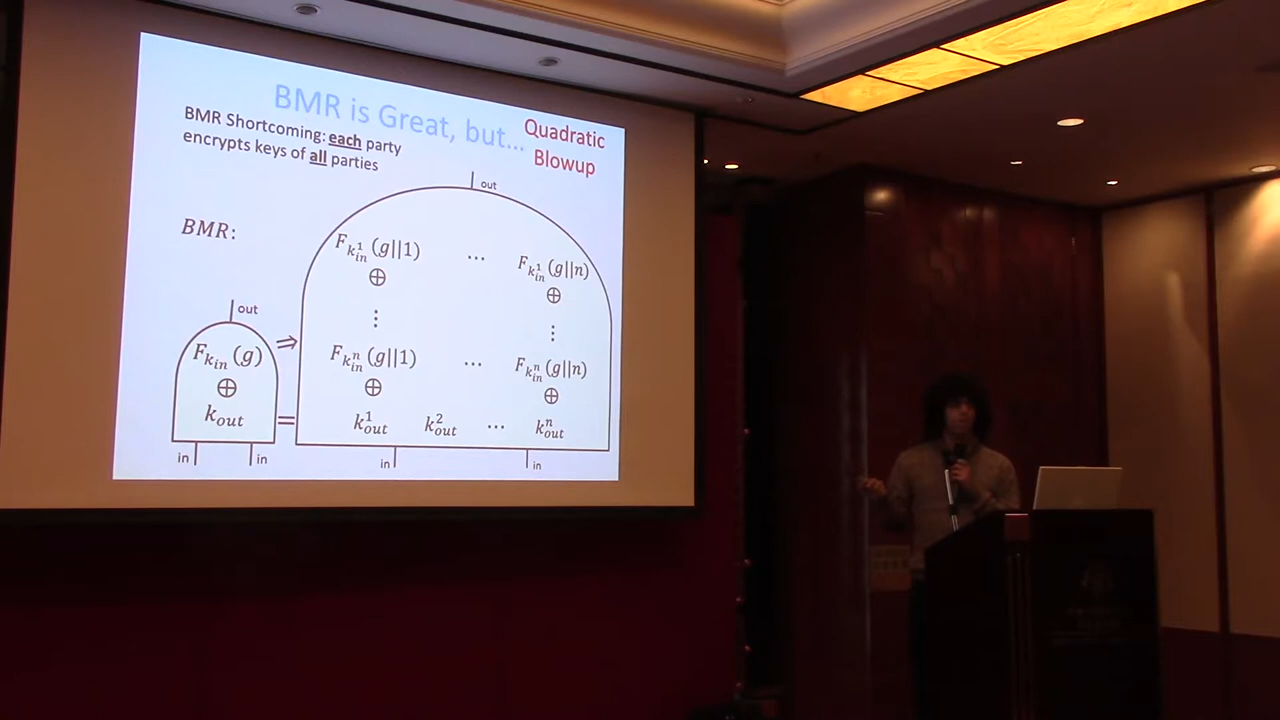 BMR is Great, but...
Quadratic
Blowup
BMR Shortcoming: each party
encrypts keys of all parties
out
BMR:
F_{k_{in}^1}(g||1) ... F_{k_{in}^1}(g||n)
⊕ ⊕
⋮ ⋮
out
F_{k_{in}}(g) ⇒ F_{k_{in}^n}(g||1) ... F_{k_{in}^n}(g||n)
⊕ ⊕ ⊕
k_{out} = k_{out}^1 k_{out}^2 ... k_{out}^n
in in in in